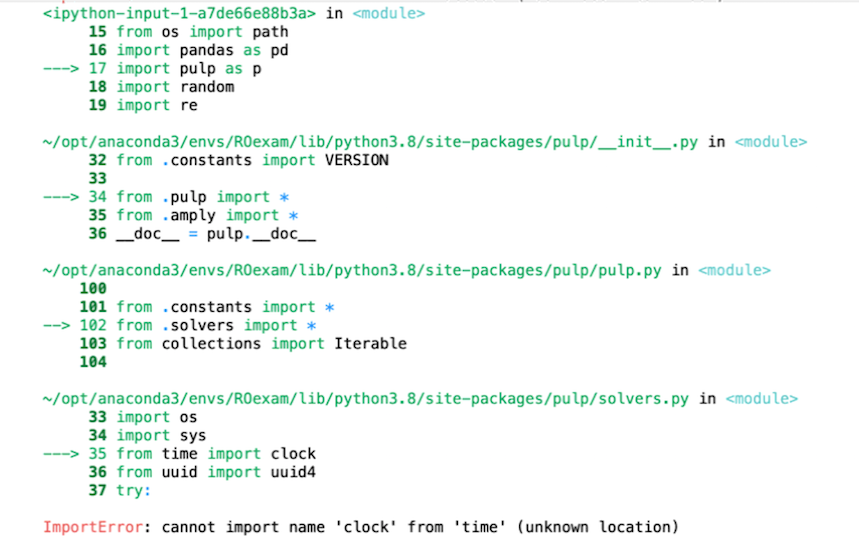 <ipython-input-1-a7de66e88b3a> in <module>
15 from os import path
16 import pandas as pd
---> 17 import pulp as p
18 import random
19 import re
~/opt/anaconda3/envs/ROexam/lib/python3.8/site-packages/pulp/__init__.py in <module>
32 from .constants import VERSION
33
---> 34 from .pulp import *
35 from .amply import *
36 __doc__ = pulp.__doc__
~/opt/anaconda3/envs/ROexam/lib/python3.8/site-packages/pulp/pulp.py in <module>
100
101 from .constants import *
--> 102 from .solvers import *
103 from collections import Iterable
104
~/opt/anaconda3/envs/ROexam/lib/python3.8/site-packages/pulp/solvers.py in <module>
33 import os
34 import sys
---> 35 from time import clock
36 from uuid import uuid4
37 try:
ImportError: cannot import name 'clock' from 'time' (unknown location)